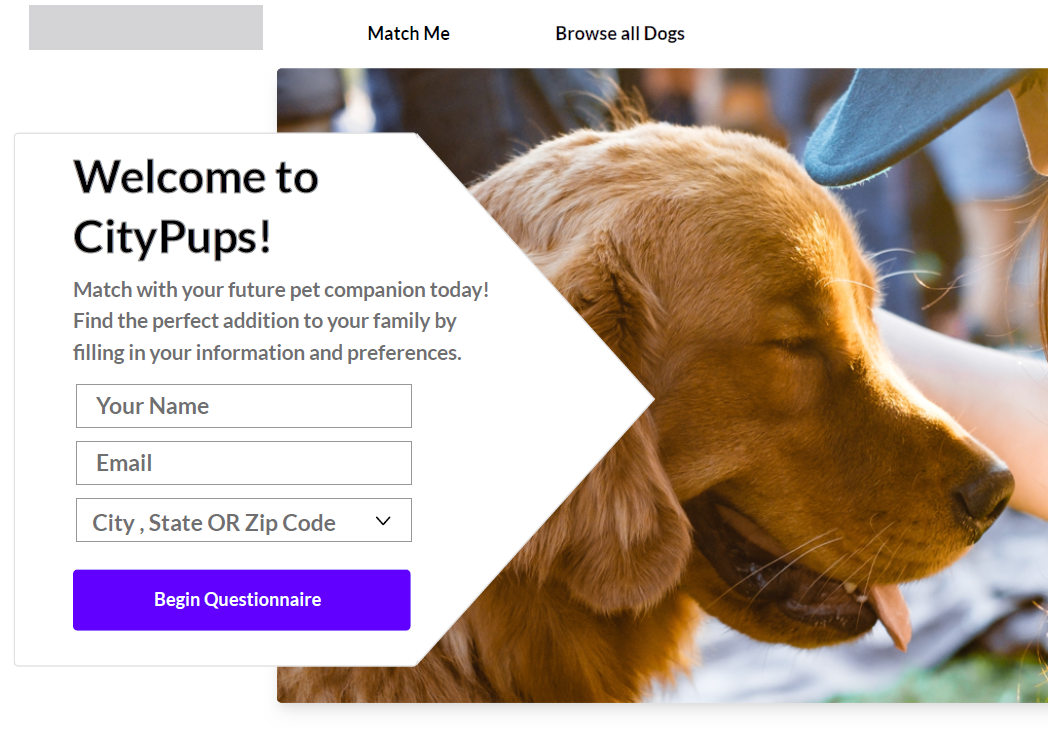 Match Me
Browse all Dogs
Welcome to
CityPups!
Match with your future pet companion today!
Find the perfect addition to your family by
filling in your information and preferences.
Your Name
Email
City , State OR Zip Code
Begin Questionnaire